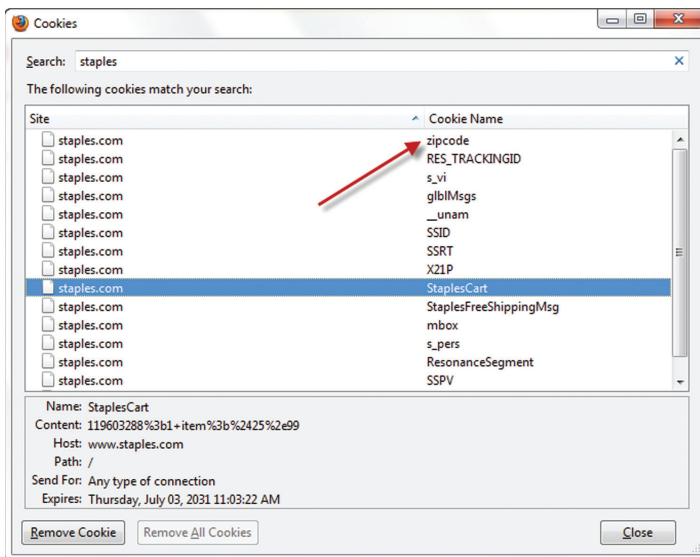 Cookies
Search: staples
The following cookies match your search:
Site Cookie Name
staples.com zipcode
staples.com RES_TRACKINGID
staples.com s_vi
staples.com glblMsgs
staples.com __unam
staples.com SSID
staples.com SSRT
staples.com X21P
staples.com StaplesCart
staples.com StaplesFreeShippingMsg
staples.com mbox
staples.com s_pers
staples.com ResonanceSegment
staples.com SSPV
Name: StaplesCart
Content: 119603288%3b1+item%3b%2425%2e99
Host: www.staples.com
Path: /
Send For: Any type of connection
Expires: Thursday, July 03, 2031 11:03:22 AM
Remove Cookie Remove All Cookies Close